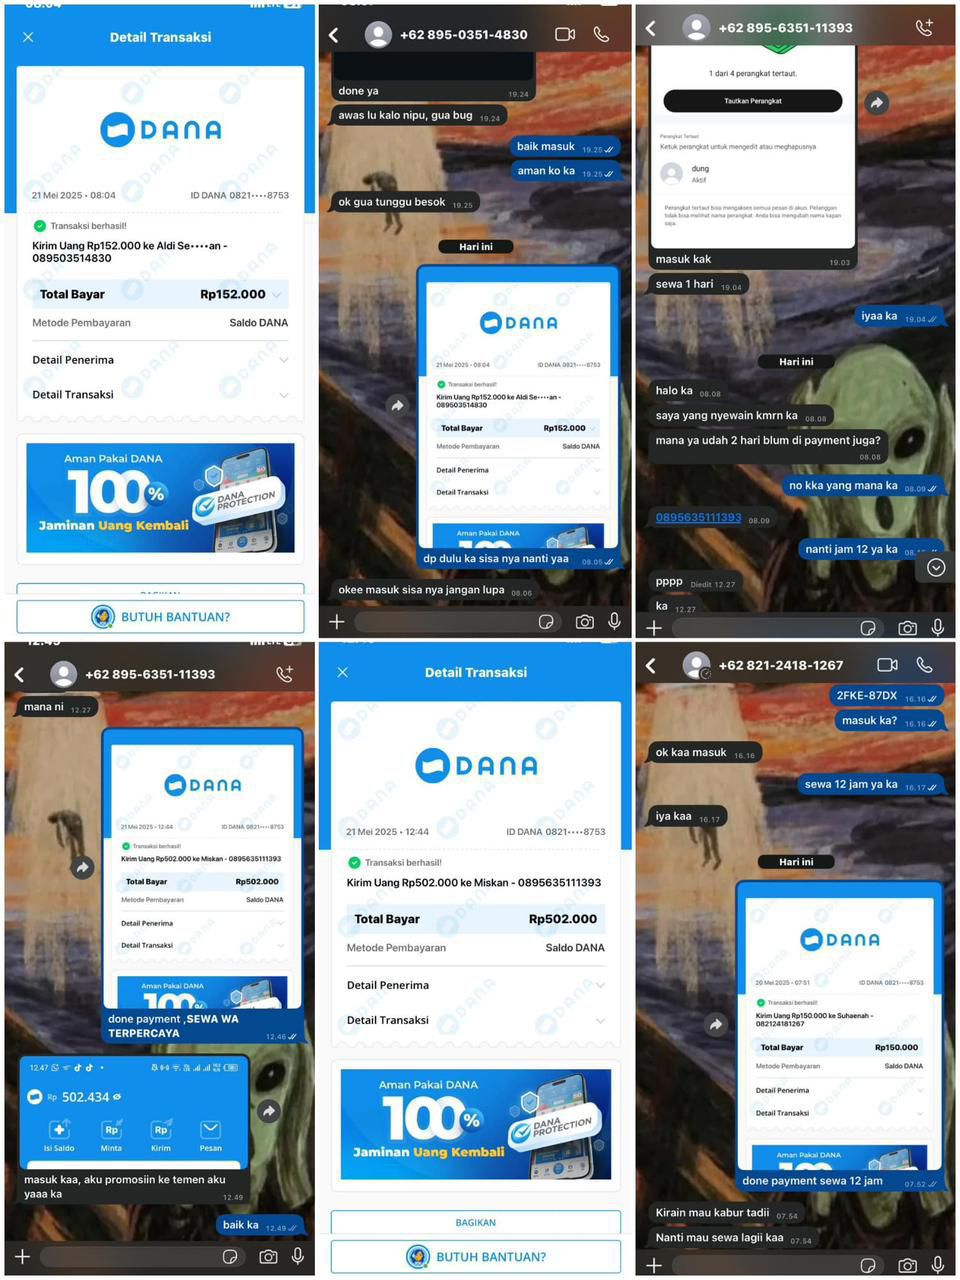 08:04
Detail Transaksi
DANA
21 Mei 2025 • 08:04 ID DANA 0821••••8753
Transaksi berhasil!
Kirim Uang Rp152.000 ke Aldi Se••••an -
089503514830
Total Bayar Rp152.000
Metode Pembayaran Saldo DANA
Detail Penerima
Detail Transaksi
Aman Pakai DANA
100%
Jaminan Uang Kembali
DANA PROTECTION
BUTUH BANTUAN?
+62 895-0351-4830
done ya 19.24
awas lu kalo nipu, gua bug 19.24
baik masuk 19.25
aman ko ka 19.25
ok gua tunggu besok 19.25
Hari ini
DANA
21 Mei 2025 • 08:04 ID DANA 0821••••8753
Transaksi berhasil!
Kirim Uang Rp152.000 ke Aldi Se••••an -
089503514830
Total Bayar Rp152.000
Metode Pembayaran Saldo DANA
Detail Penerima
Detail Transaksi
Aman Pakai DANA
dp dulu ka sisa nya nanti yaa 08.05
okee masuk sisa nya jangan lupa 08.06
+62 895-6351-11393
1 dari 4 perangkat tertaut.
Tautkan Perangkat
Perangkat Tertaut
Ketuk perangkat untuk mengedit atau meghapusnya
dung
Aktif
Perangkat tertaut bisa mengakses semua pesan di akun. Pelanggan
tidak bisa melihat nama perangkat. Anda bisa mengubah nama kapan
saja.
masuk kak 19.03
sewa 1 hari 19.04
iyaa ka 19.04
Hari ini
halo ka 08.08
saya yang nyewain kmrn ka 08.08
mana ya udah 2 hari blum di payment juga?
08.08
no kka yang mana ka 08.09
0895635111393 08.09
nanti jam 12 ya ka
pppp Diedit 12.27
ka 12.27
+62 895-6351-11393
mana ni 12.27
DANA
21 Mei 2025 • 12:44 ID DANA 0821••••8753
Transaksi berhasil!
Kirim Uang Rp502.000 ke Miskan - 0895635111393
Total Bayar Rp502.000
Metode Pembayaran Saldo DANA
Detail Penerima
Detail Transaksi
Aman Pakai DANA
done payment ,SEWA WA
TERPERCAYA 12.46
12.47
Rp 502.434
Isi Saldo Minta Kirim Pesan
masuk kaa, aku promosiin ke temen aku
yaaa ka 12.49
baik ka 12.49
Detail Transaksi
DANA
21 Mei 2025 • 12:44 ID DANA 0821••••8753
Transaksi berhasil!
Kirim Uang Rp502.000 ke Miskan - 0895635111393
Total Bayar Rp502.000
Metode Pembayaran Saldo DANA
Detail Penerima
Detail Transaksi
Aman Pakai DANA
100%
Jaminan Uang Kembali
DANA PROTECTION
BAGIKAN
BUTUH BANTUAN?
+62 821-2418-1267
2FKE-87DX 16.16
masuk ka? 16.16
ok kaa masuk 16.16
sewa 12 jam ya ka 16.17
iya kaa 16.17
Hari ini
DANA
20 Mei 2025 • 07:51 ID DANA 0821••••8753
Transaksi berhasil!
Kirim Uang Rp150.000 ke Suhaenah -
082124181267
Total Bayar Rp150.000
Metode Pembayaran Saldo DANA
Detail Penerima
Detail Transaksi
Aman Pakai DANA
done payment sewa 12 jam 07.52
Kirain mau kabur tadii 07.54
Nanti mau sewa lagii kaa 07.54